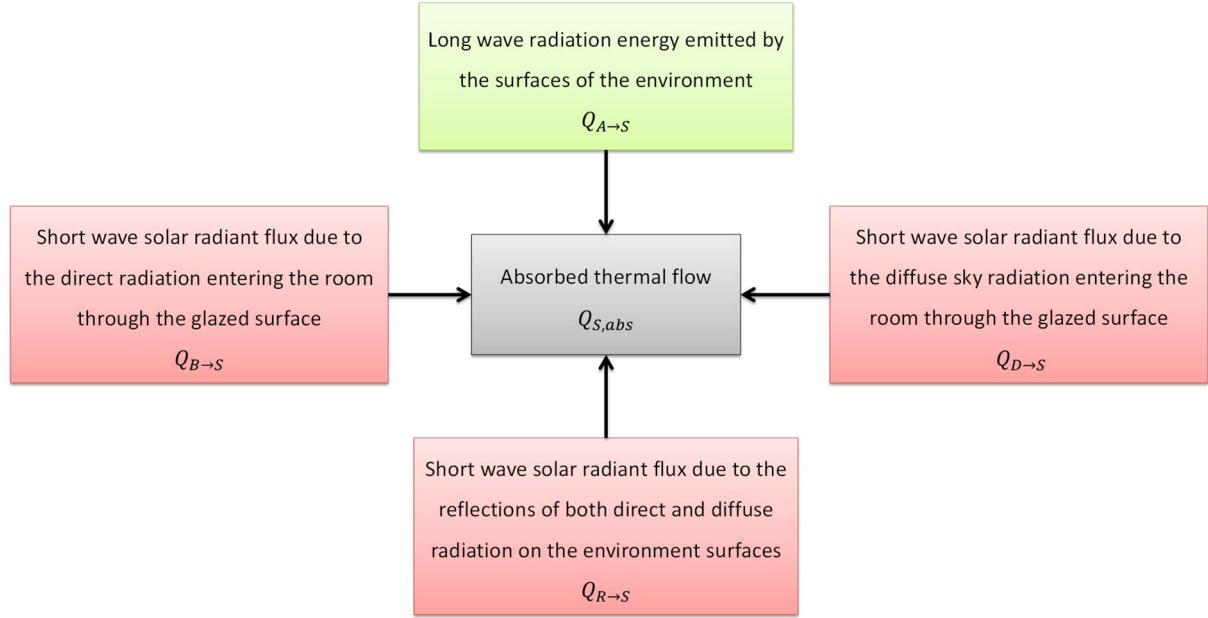 Long wave radiation energy emitted by
the surfaces of the environment
Q_{A→S}
Short wave solar radiant flux due to
the direct radiation entering the room
through the glazed surface
Q_{B→S}
Absorbed thermal flow
Q_{S,abs}
Short wave solar radiant flux due to
the diffuse sky radiation entering the
room through the glazed surface
Q_{D→S}
Short wave solar radiant flux due to the
reflections of both direct and diffuse
radiation on the environment surfaces
Q_{R→S}